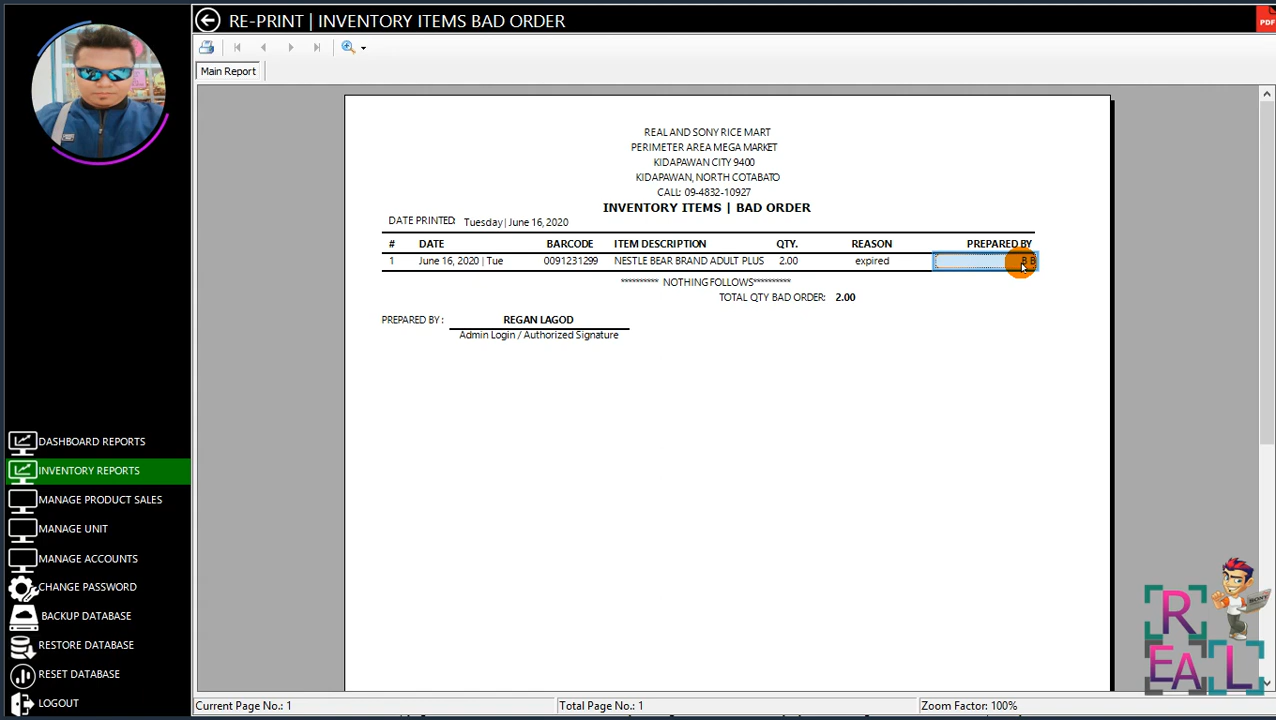 RE-PRINT | INVENTORY ITEMS BAD ORDER
PDF
Main Report
REAL AND SONY RICE MART
PERIMETER AREA MEGA MARKET
KIDAPAWAN CITY 9400
KIDAPAWAN, NORTH COTABATO
CALL: 09-4832-10927
INVENTORY ITEMS | BAD ORDER
DATE PRINTED: Tuesday | June 16, 2020
# DATE BARCODE ITEM DESCRIPTION QTY. REASON PREPARED BY
1 June 16, 2020 | Tue 0091231299 NESTLE BEAR BRAND ADULT PLUS 2.00 expired B B
********** NOTHING FOLLOWS**********
TOTAL QTY BAD ORDER: 2.00
PREPARED BY : REGAN LAGOD
Admin Login / Authorized Signature
DASHBOARD REPORTS
INVENTORY REPORTS
MANAGE PRODUCT SALES
MANAGE UNIT
MANAGE ACCOUNTS
CHANGE PASSWORD
BACKUP DATABASE
RESTORE DATABASE
RESET DATABASE
LOGOUT
R
EAL
Current Page No.: 1 Total Page No.: 1 Zoom Factor: 100%